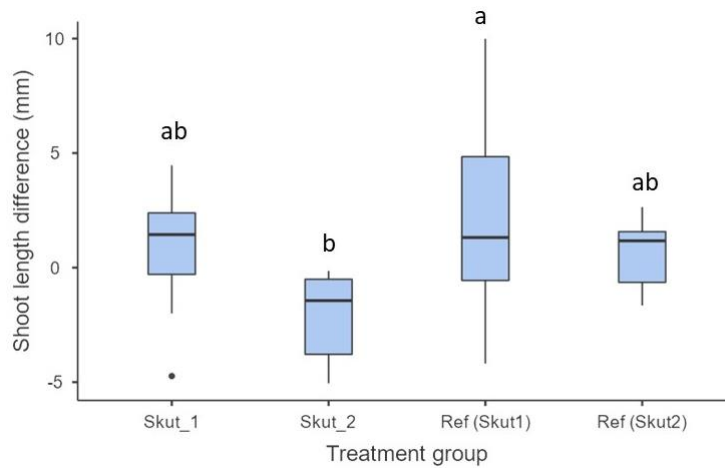 a
10
ab
ab
5
b
0
-5
Shoot length difference (mm)
Skut_1 Skut_2 Ref (Skut1) Ref (Skut2)
Treatment group